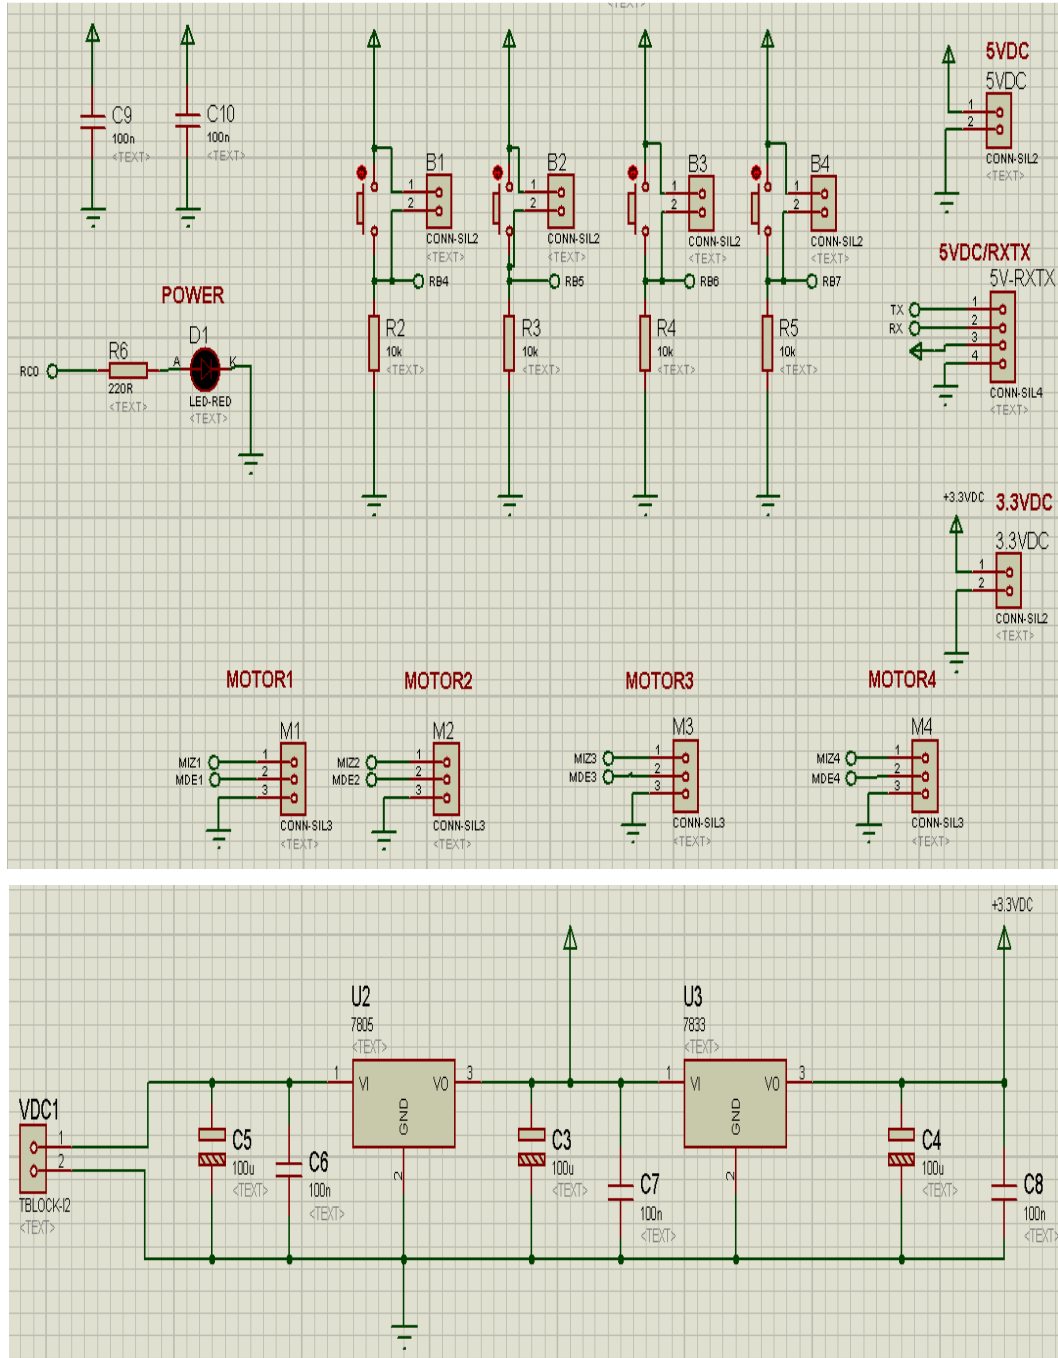 <TEXT>
C9
100n
<TEXT>
C10
100n
<TEXT>
B1
1
2
CONN-SIL2
<TEXT>
RB4
R2
10k
<TEXT>
B2
1
2
CONN-SIL2
<TEXT>
RB5
R3
10k
<TEXT>
B3
1
2
CONN-SIL2
<TEXT>
RB6
R4
10k
<TEXT>
B4
1
2
CONN-SIL2
<TEXT>
RB7
R5
10k
<TEXT>
5VDC
5VDC
1
2
CONN-SIL2
<TEXT>
5VDC/RXTX
5V-RXTX
TX
RX
1
2
3
4
CONN-SIL4
<TEXT>
POWER
RC0
R6
220R
<TEXT>
D1
A
K
LED-RED
<TEXT>
+3.3VDC
3.3VDC
3.3VDC
1
2
CONN-SIL2
<TEXT>
MOTOR1
M1
MIZ1
MDE1
1
2
3
CONN-SIL3
<TEXT>
MOTOR2
M2
MIZ2
MDE2
1
2
3
CONN-SIL3
<TEXT>
MOTOR3
M3
MIZ3
MDE3
1
2
3
CONN-SIL3
<TEXT>
MOTOR4
M4
MIZ4
MDE4
1
2
3
CONN-SIL3
<TEXT>
+3.3VDC
VDC1
1
2
TBLOCK-I2
<TEXT>
C5
100u
<TEXT>
C6
100n
<TEXT>
U2
7805
<TEXT>
1
VI
VO
3
GND
2
C3
100u
<TEXT>
C7
100n
<TEXT>
U3
7833
<TEXT>
1
VI
VO
3
GND
2
C4
100u
<TEXT>
C8
100n
<TEXT>